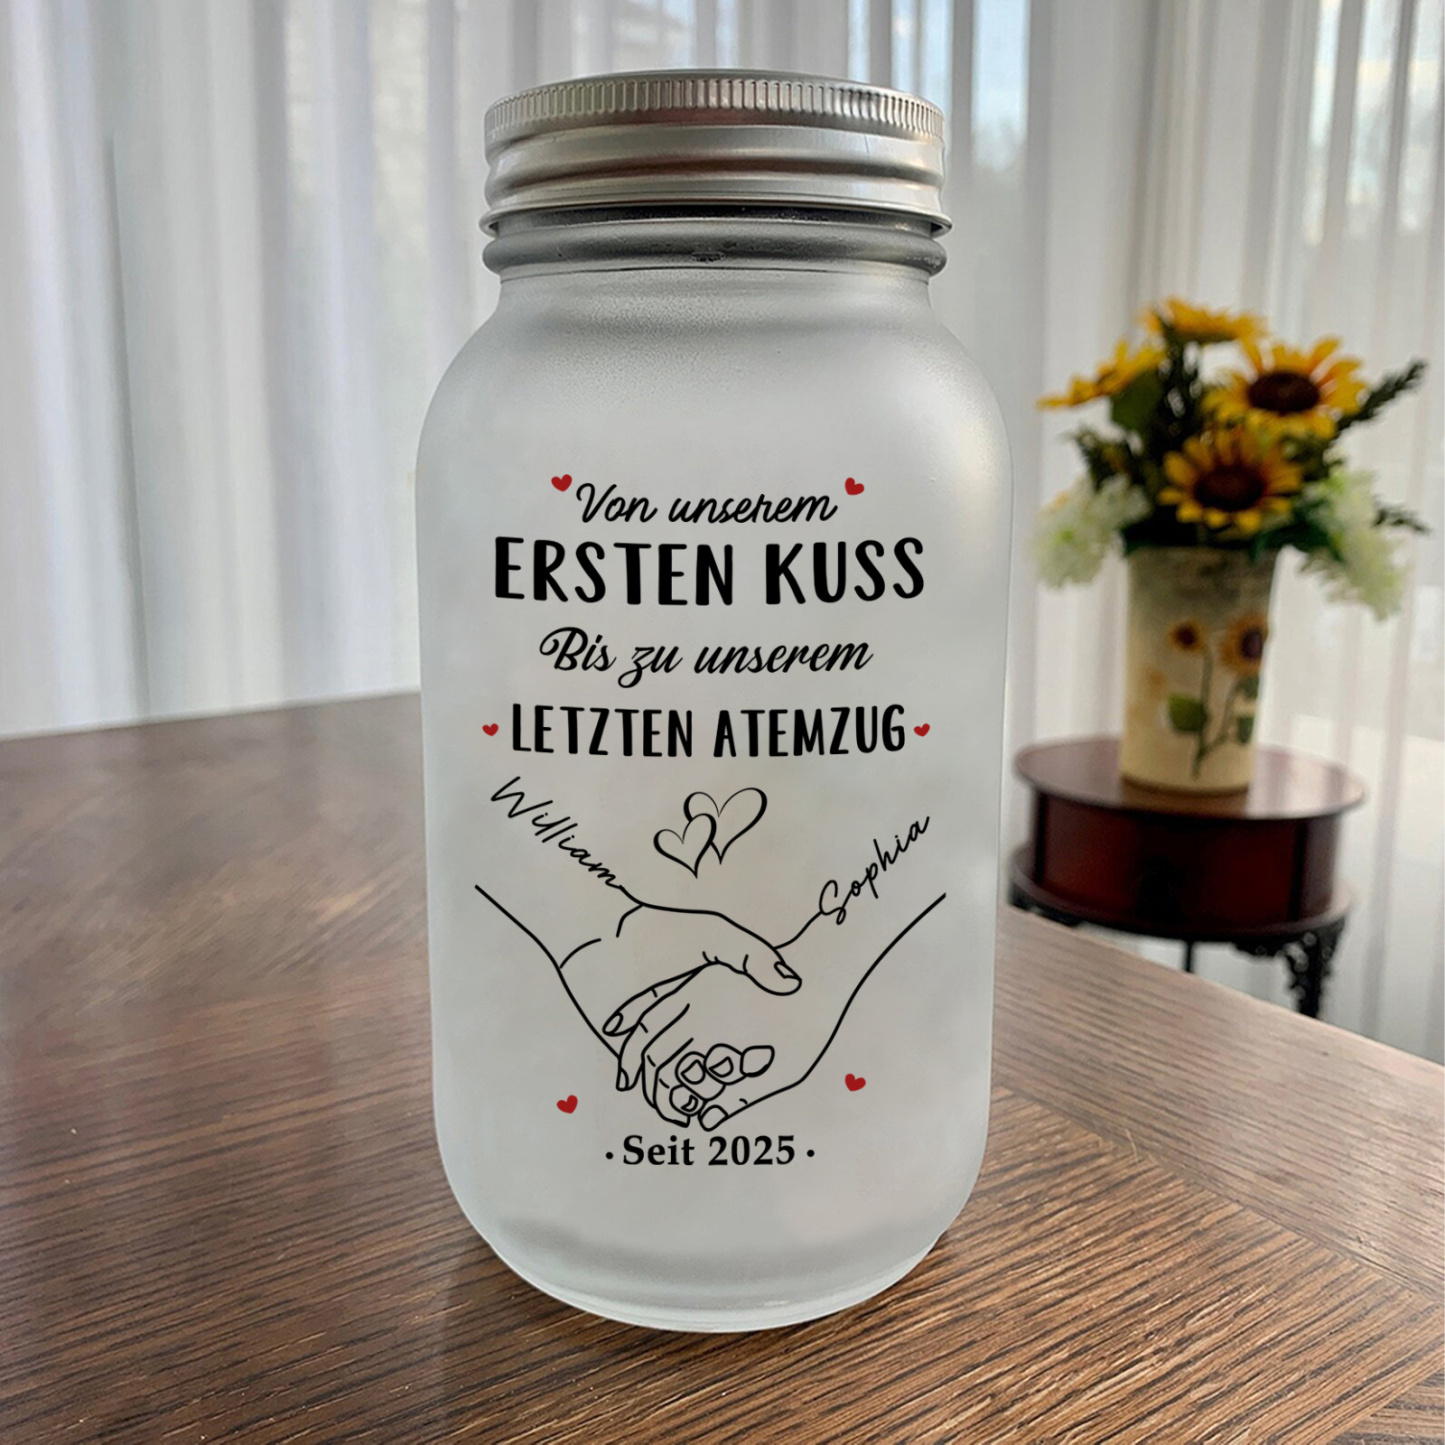 Von unserem
ERSTEN KUSS
Bis zu unserem
LETZTEN ATEMZUG
William
Sophia
· Seit 2025 ·